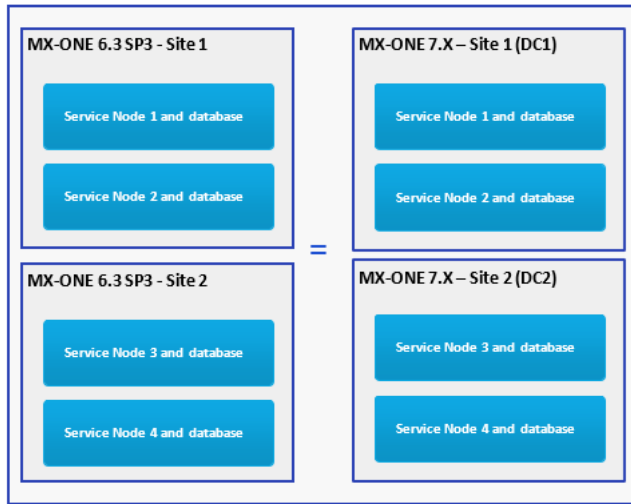 MX-ONE 6.3 SP3 - Site 1
Service Node 1 and database
Service Node 2 and database
MX-ONE 6.3 SP3 - Site 2
Service Node 3 and database
Service Node 4 and database
=
MX-ONE 7.X – Site 1 (DC1)
Service Node 1 and database
Service Node 2 and database
MX-ONE 7.X – Site 2 (DC2)
Service Node 3 and database
Service Node 4 and database